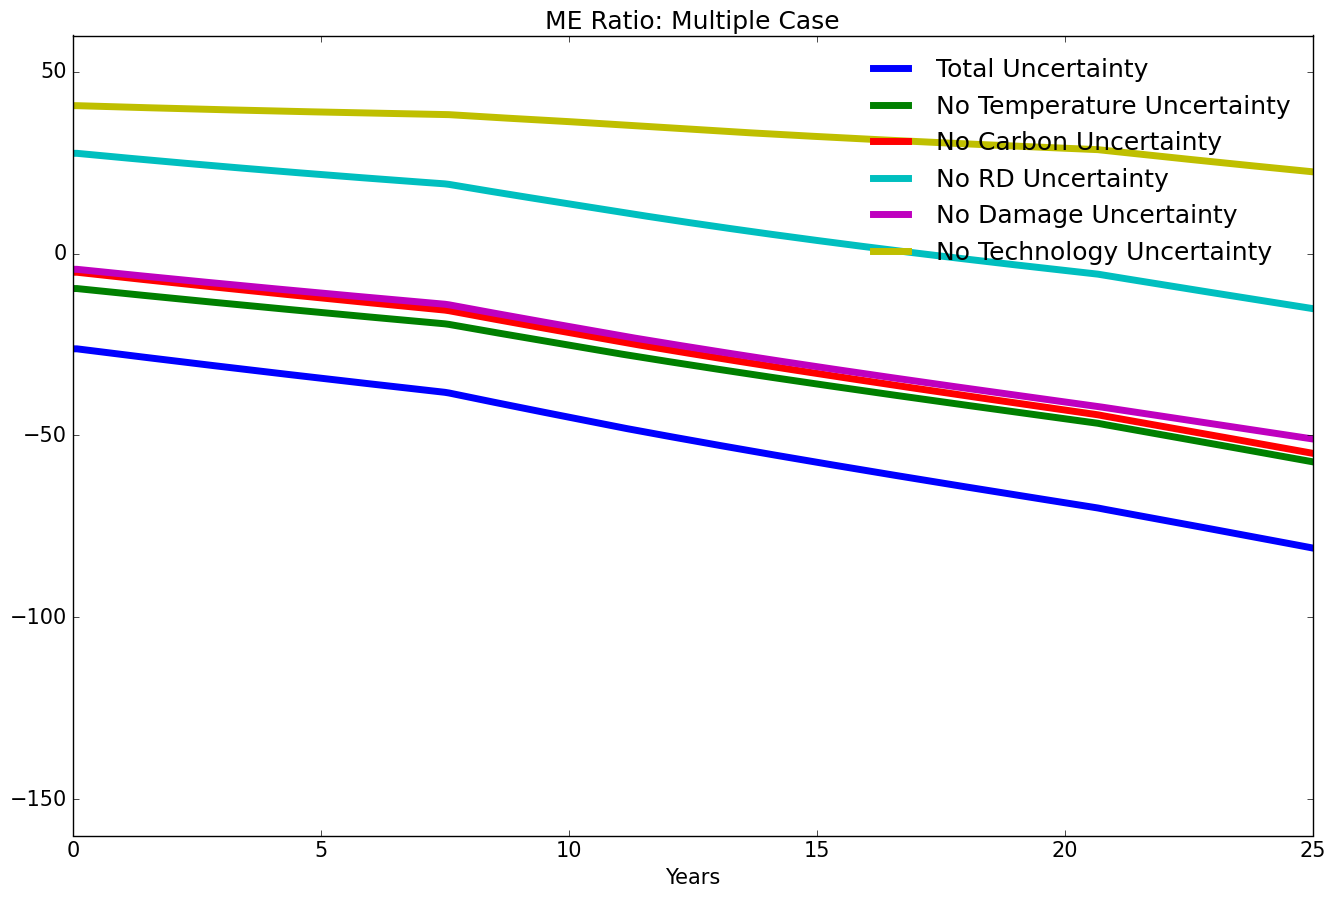 ME Ratio: Multiple Case
50
0
−50
−100
−150
Total Uncertainty
No Temperature Uncertainty
No Carbon Uncertainty
No RD Uncertainty
No Damage Uncertainty
No Technology Uncertainty
0 5 10 15 20 25
Years